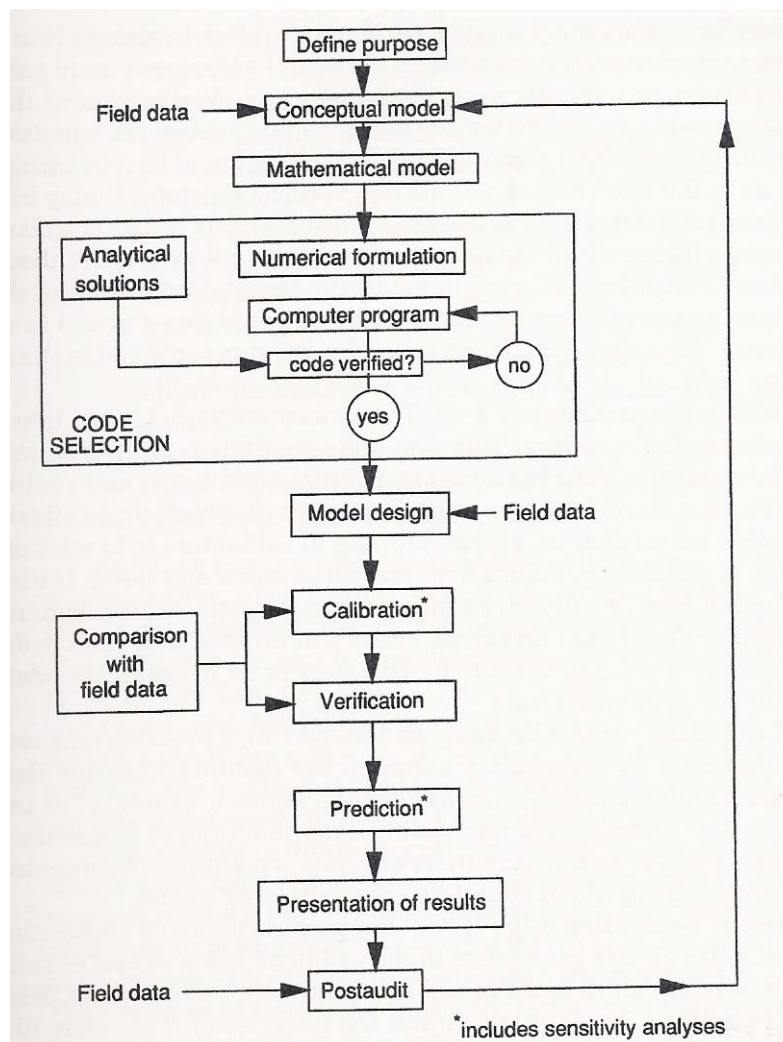 Define purpose
Field data
Conceptual model
Mathematical model
Analytical
solutions
Numerical formulation
Computer program
code verified?
no
yes
CODE SELECTION
Model design
Field data
Calibration*
Comparison
with
field data
Verification
Prediction*
Presentation of results
Field data
Postaudit
*includes sensitivity analyses